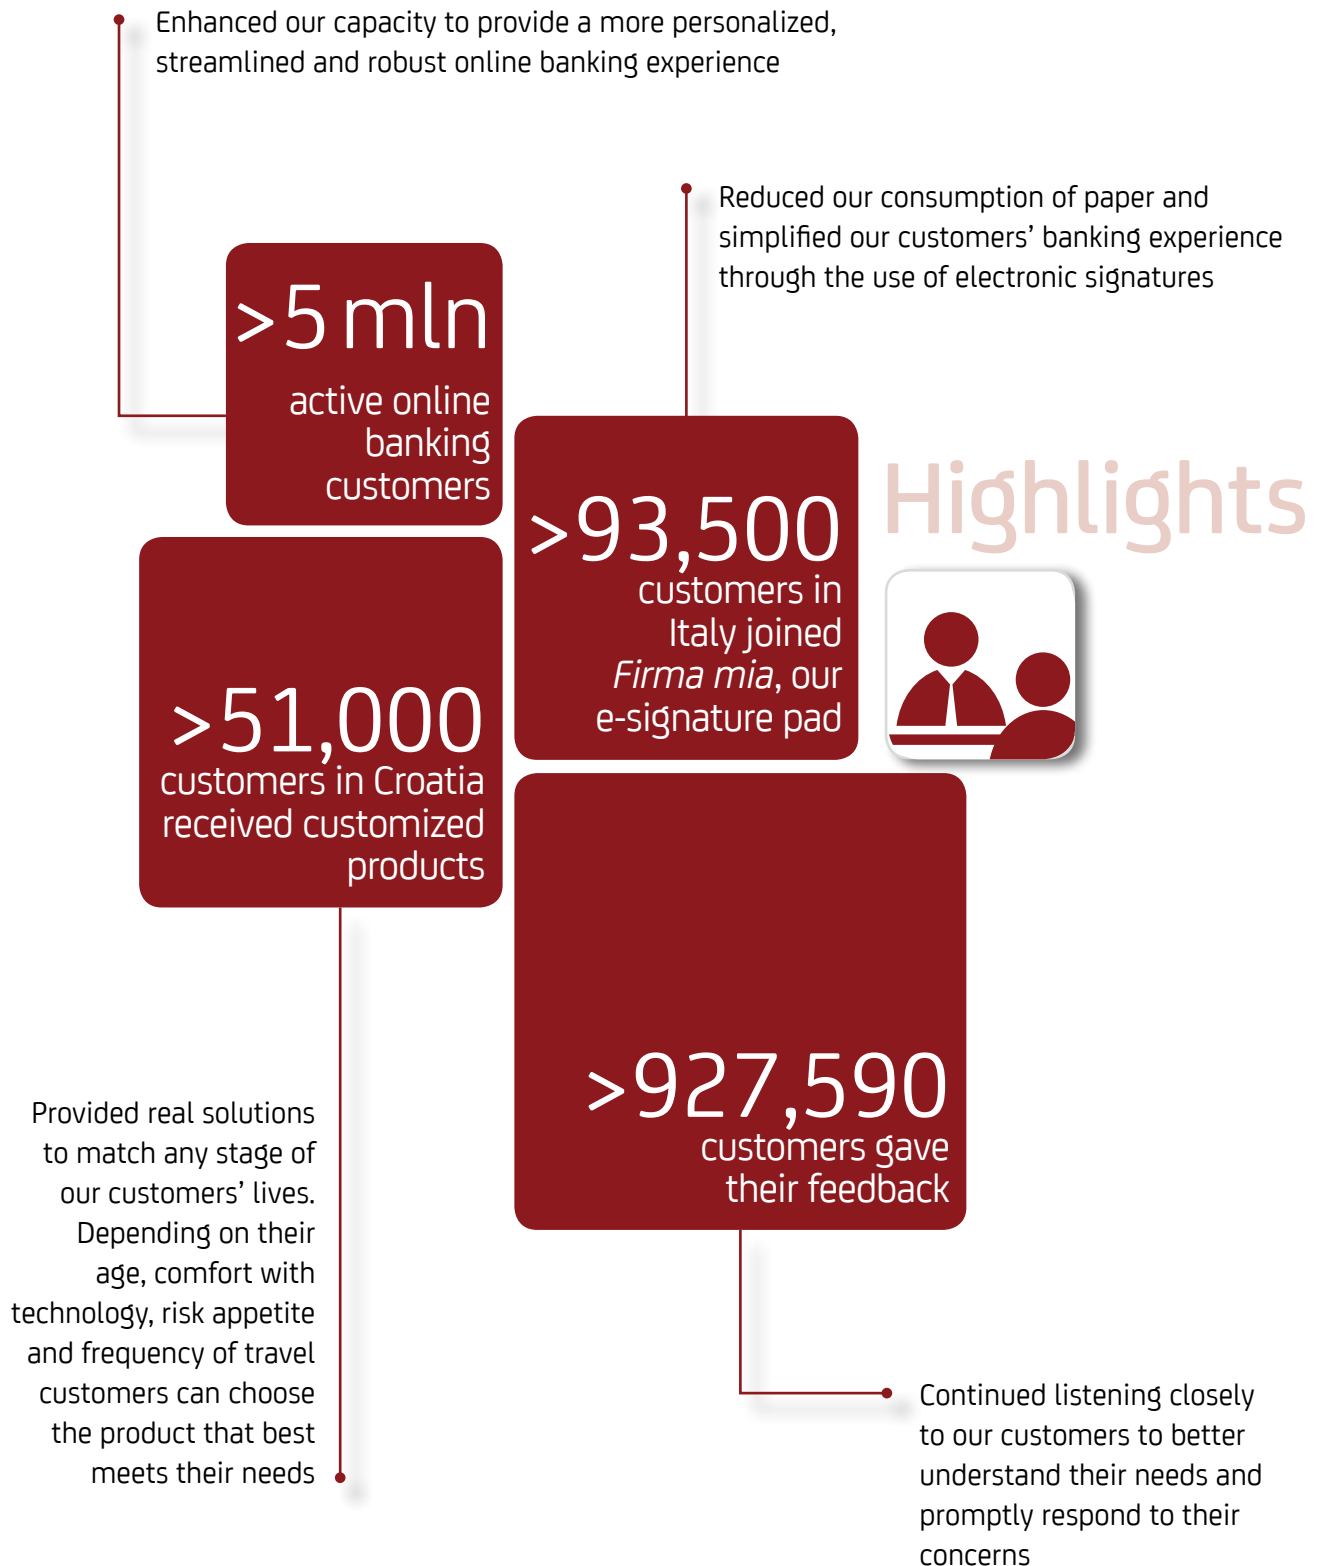 Enhanced our capacity to provide a more personalized,
streamlined and robust online banking experience
Reduced our consumption of paper and
simplified our customers’ banking experience
through the use of electronic signatures
>5 mln
active online
banking
customers
>93,500
customers in
Italy joined
Firma mia, our
e-signature pad
Highlights
>51,000
customers in Croatia
received customized
products
>927,590
customers gave
their feedback
Provided real solutions
to match any stage of
our customers’ lives.
Depending on their
age, comfort with
technology, risk appetite
and frequency of travel
customers can choose
the product that best
meets their needs
Continued listening closely
to our customers to better
understand their needs and
promptly respond to their
concerns